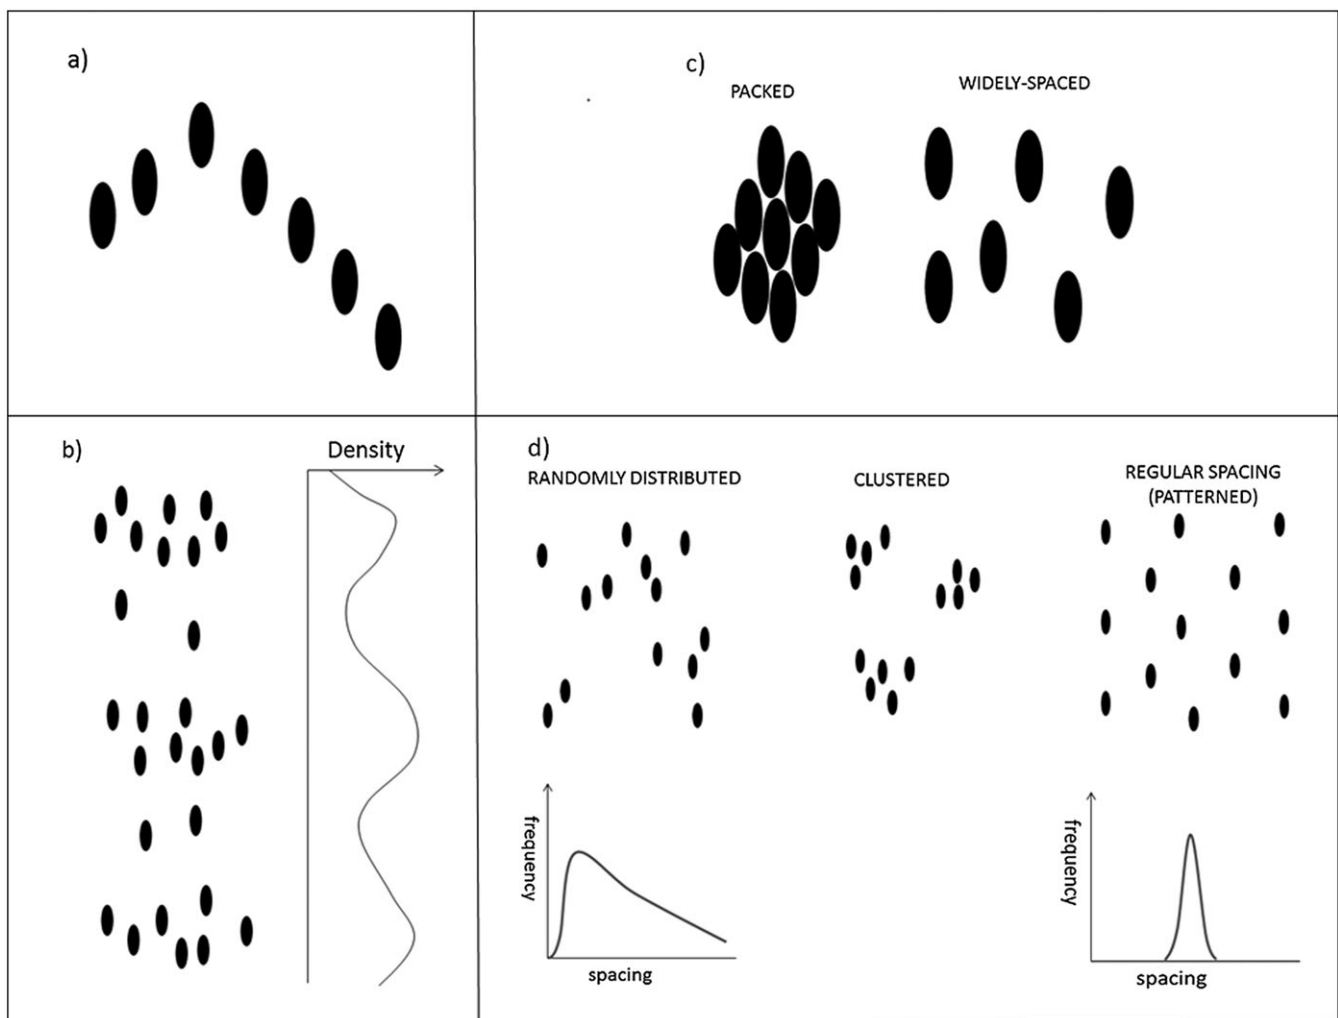 a)
c)
PACKED
WIDELY-SPACED
b)
Density
d)
RANDOMLY DISTRIBUTED
CLUSTERED
REGULAR SPACING
(PATTERNED)
frequency
spacing
frequency
spacing